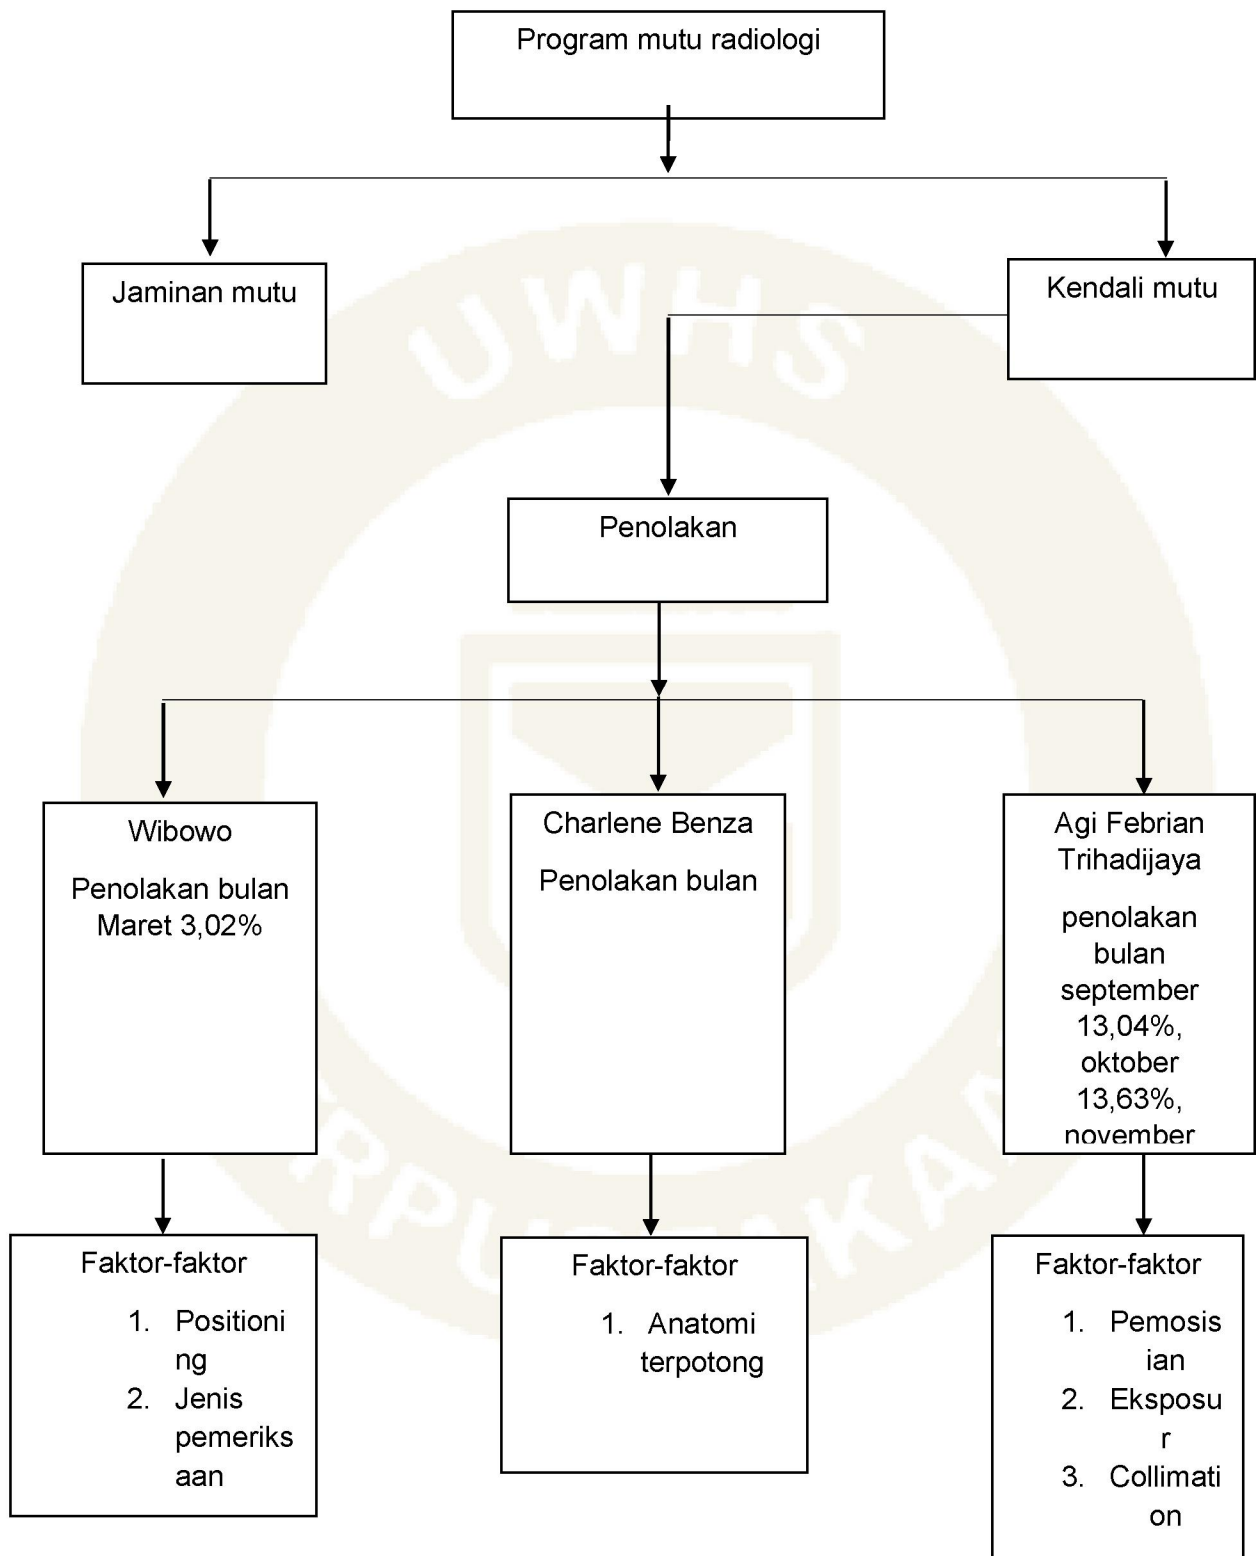 Program mutu radiologi
Jaminan mutu
Kendali mutu
UWHS
Penolakan
Wibowo
Penolakan bulan
Maret 3,02%
Charlene Benza
Penolakan bulan
Agi Febrian
Trihadijaya
penolakan
bulan
september
13,04%,
oktober
13,63%,
november
Faktor-faktor
1. Positioni
ng
2. Jenis
pemeriks
aan
Faktor-faktor
1. Anatomi
terpotong
Faktor-faktor
1. Pemosis
ian
2. Eksposu
r
3. Collimati
on